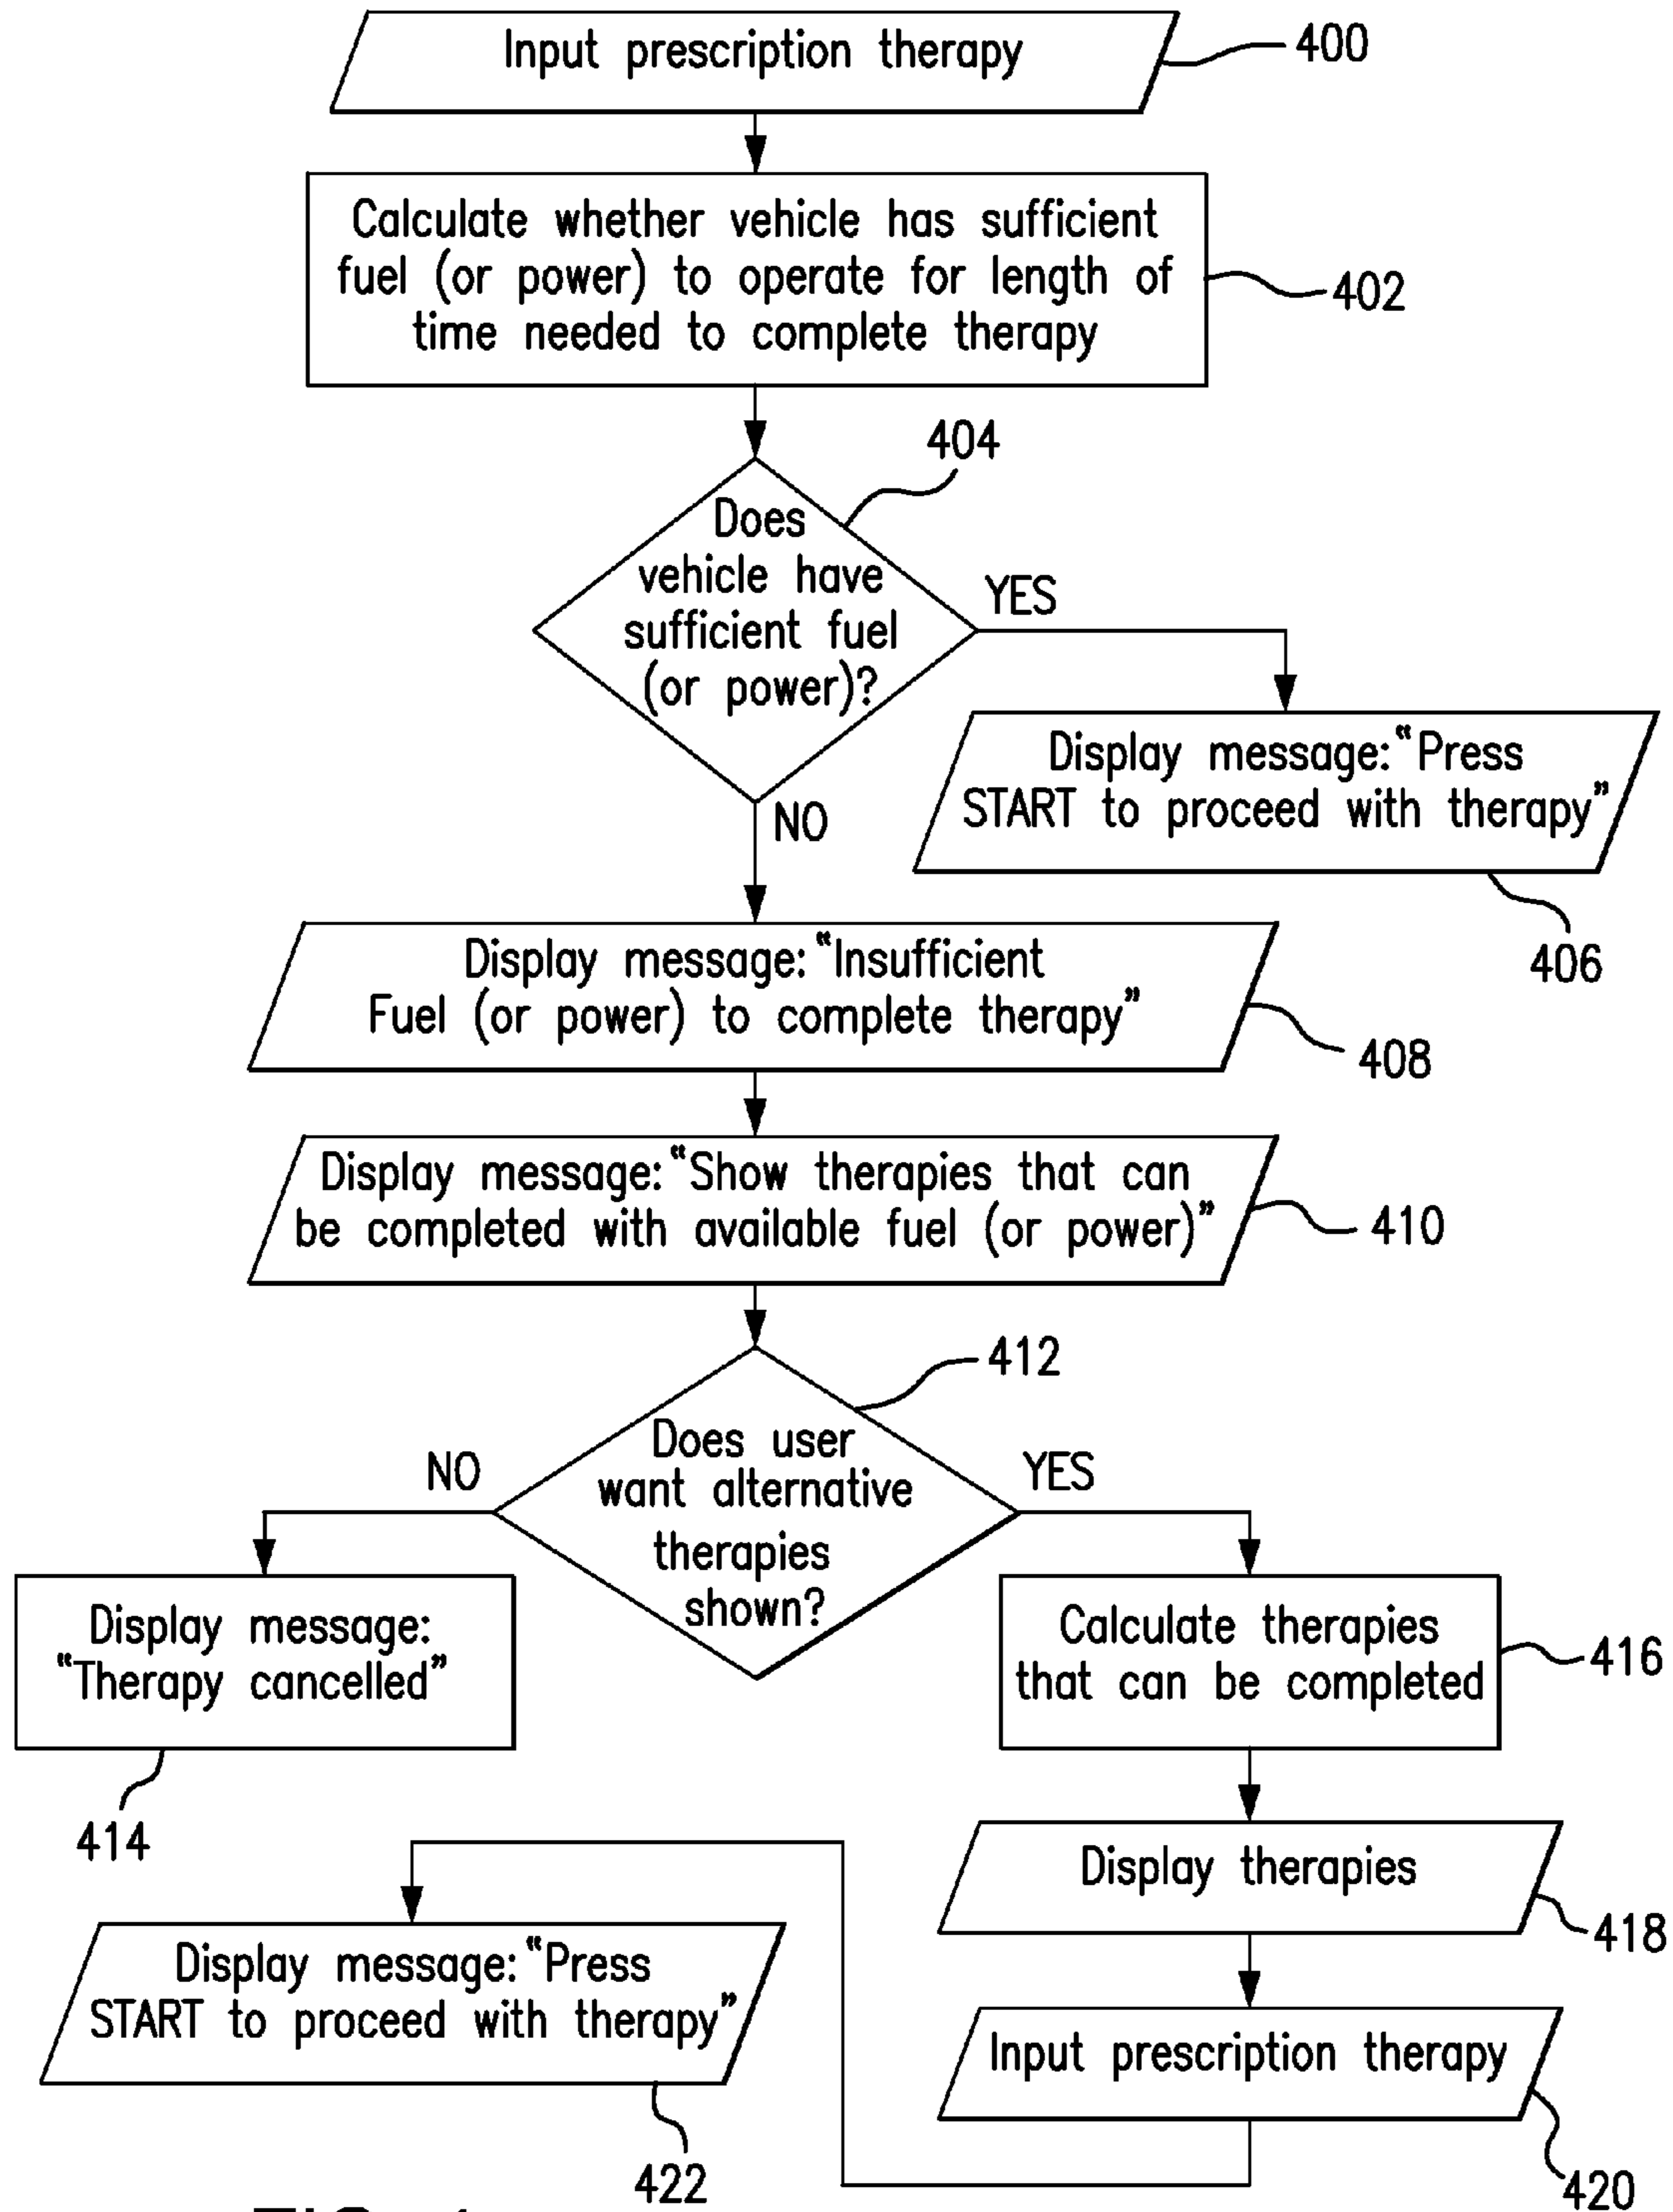 Input prescription therapy
400
Calculate whether vehicle has sufficient
fuel (or power) to operate for length of
time needed to complete therapy
402
404
Does
vehicle have
sufficient fuel
(or power)?
YES
NO
Display message: “Press
START to proceed with therapy”
406
Display message: “Insufficient
Fuel (or power) to complete therapy”
408
Display message: “Show therapies that can
be completed with available fuel (or power)”
410
412
Does user
want alternative
therapies
shown?
NO
YES
Display message:
“Therapy cancelled”
414
Calculate therapies
that can be completed
416
Display therapies
418
Input prescription therapy
420
Display message: “Press
START to proceed with therapy”
422